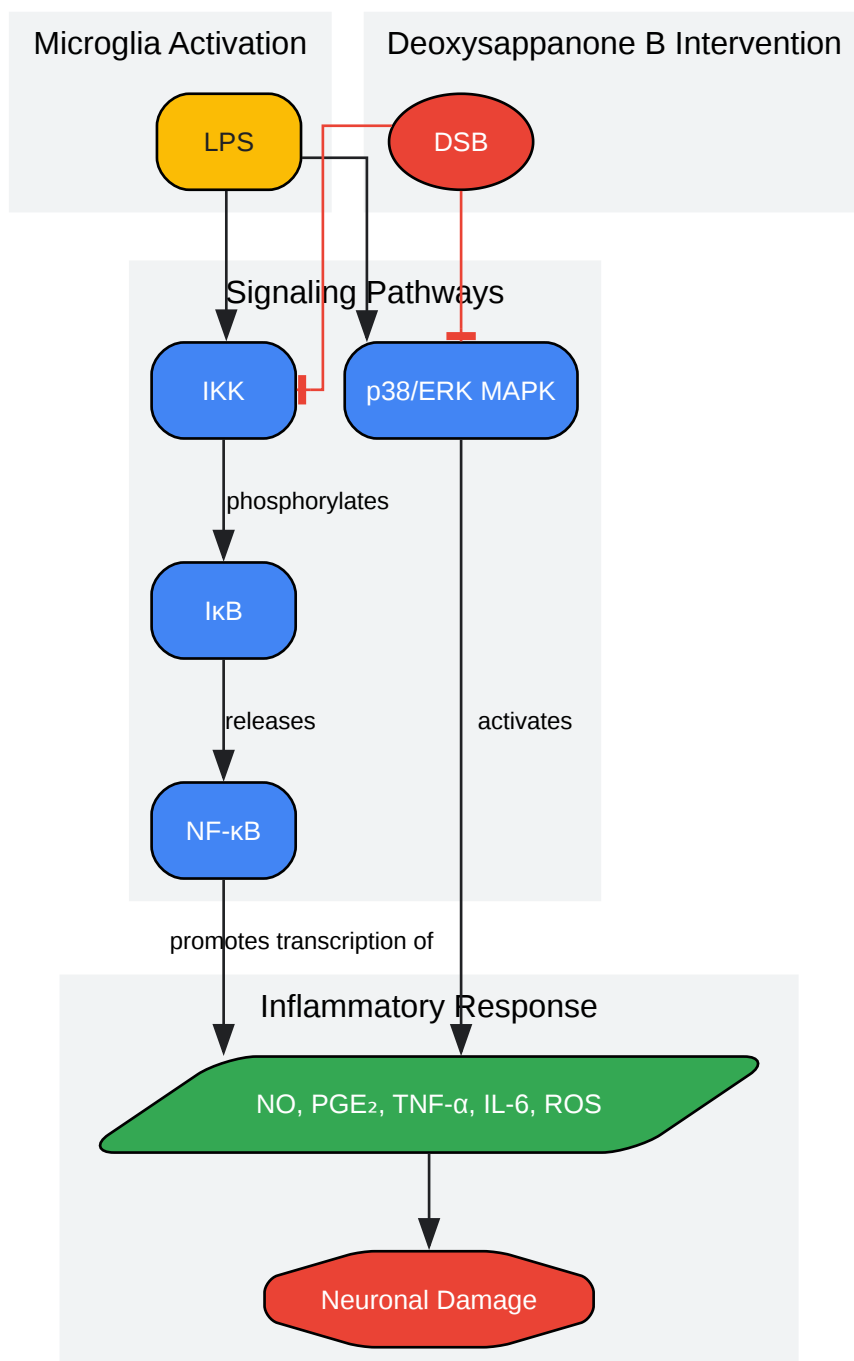 Microglia Activation
Deoxysappanone B Intervention
LPS
DSB
Signaling Pathways
IKK
p38/ERK MAPK
phosphorylates
IκB
releases
activates
NF-κB
promotes transcription of
Inflammatory Response
NO, PGE₂, TNF-α, IL-6, ROS
Neuronal Damage